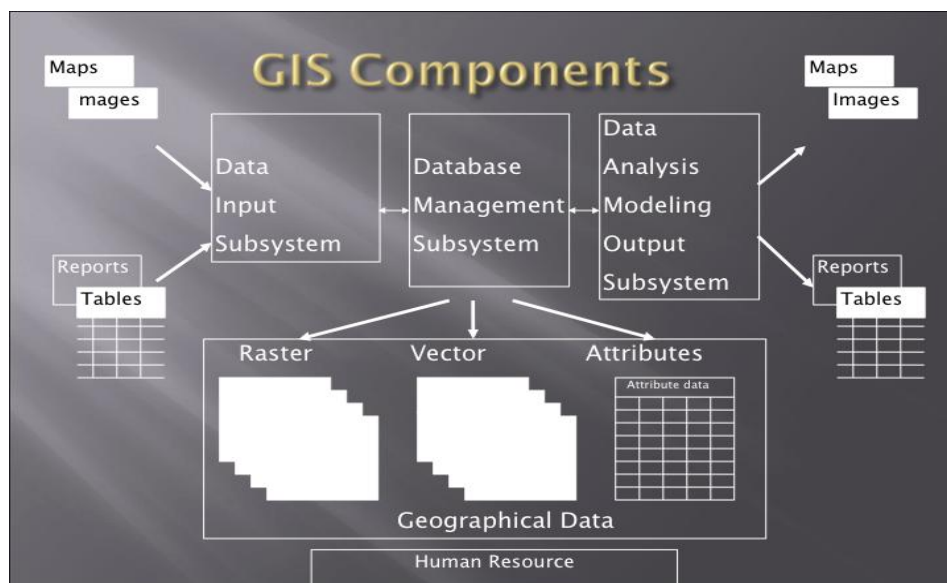 GIS Components
Maps
mages
Reports
Tables
Data
Input
Subsystem
Database
Management
Subsystem
Data
Analysis
Modeling
Output
Subsystem
Maps
Images
Reports
Tables
Raster
Vector
Attributes
Attribute data
Geographical Data
Human Resource